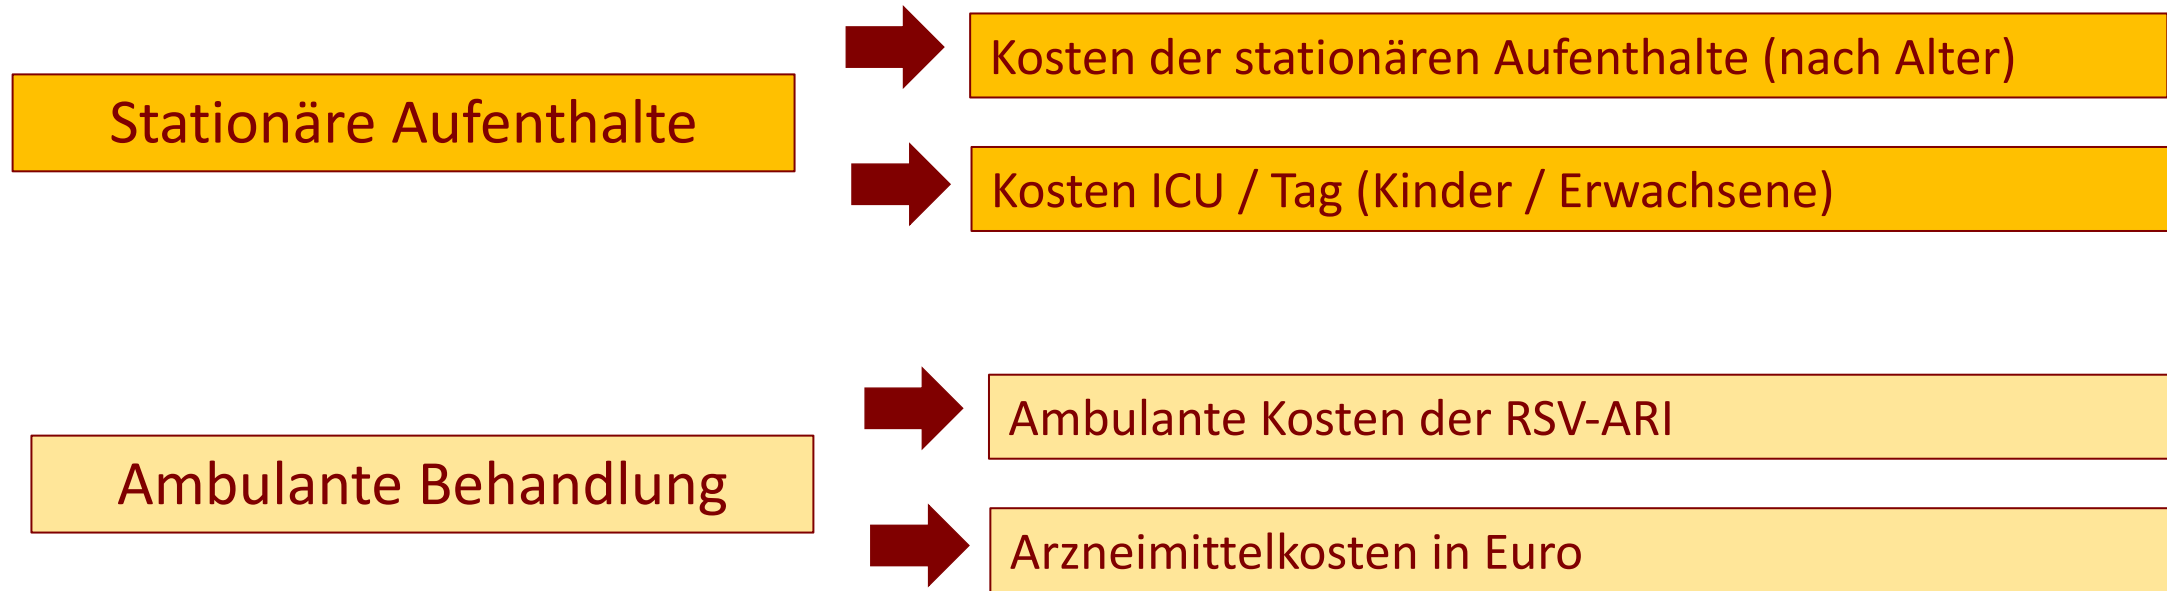 Stationäre Aufenthalte
Kosten der stationären Aufenthalte (nach Alter)
Kosten ICU / Tag (Kinder / Erwachsene)
Ambulante Behandlung
Ambulante Kosten der RSV-ARI
Arzneimittelkosten in Euro